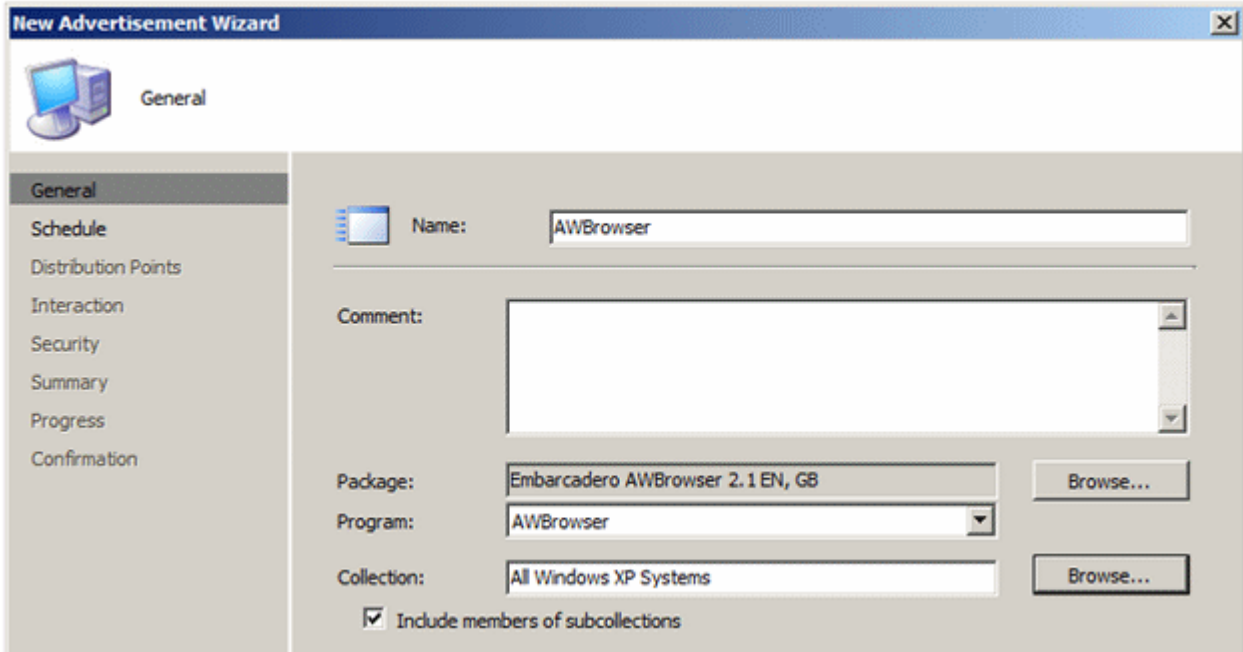 New Advertisement Wizard
General
General
Schedule
Distribution Points
Interaction
Security
Summary
Progress
Confirmation
Name: AWBrowser
Comment:
Package: Embarcadero AWBrowser 2.1 EN, GB Browse...
Program: AWBrowser
Collection: All Windows XP Systems Browse...
Include members of subcollections